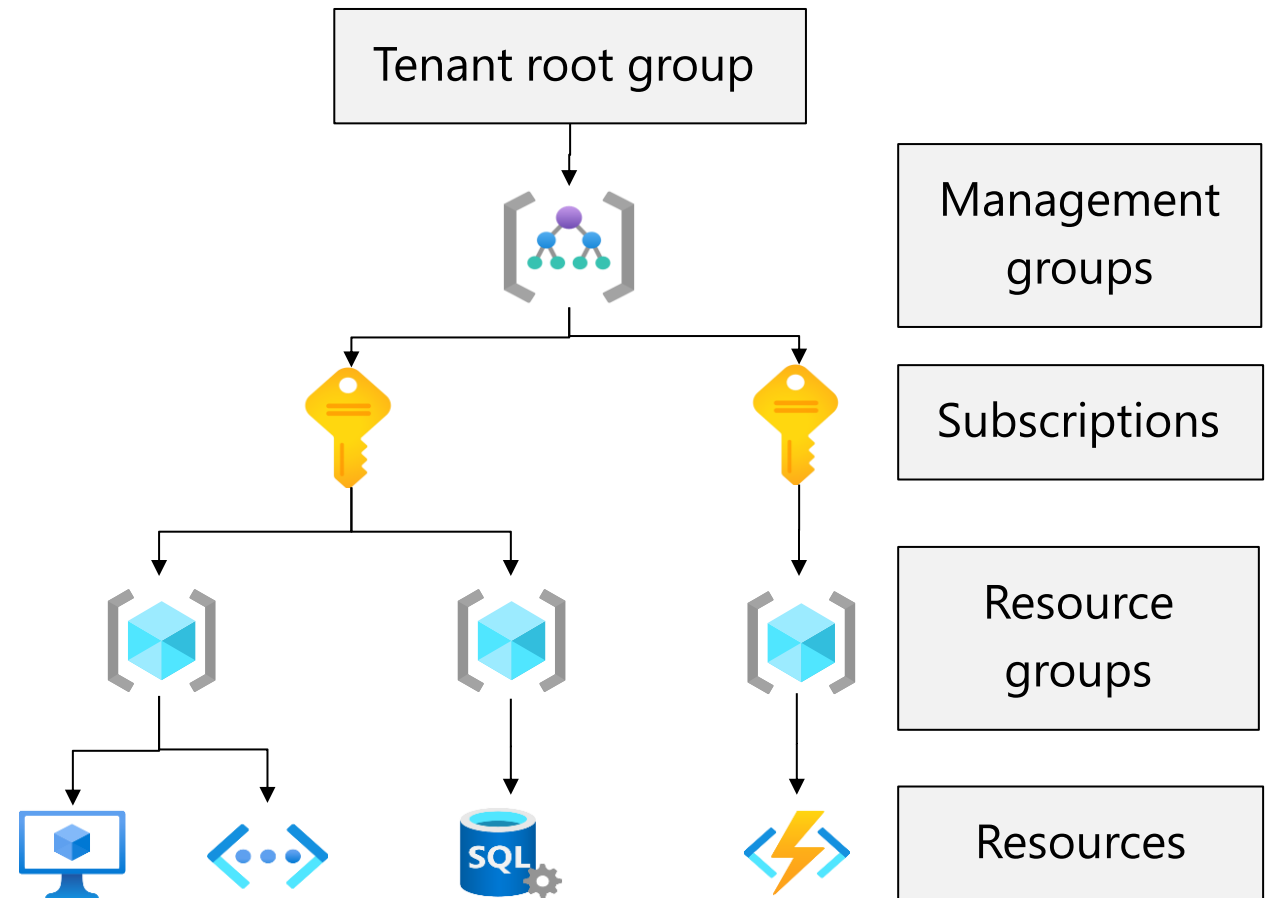 Tenant root group
Management
groups
Subscriptions
Resource
groups
SQL
Resources